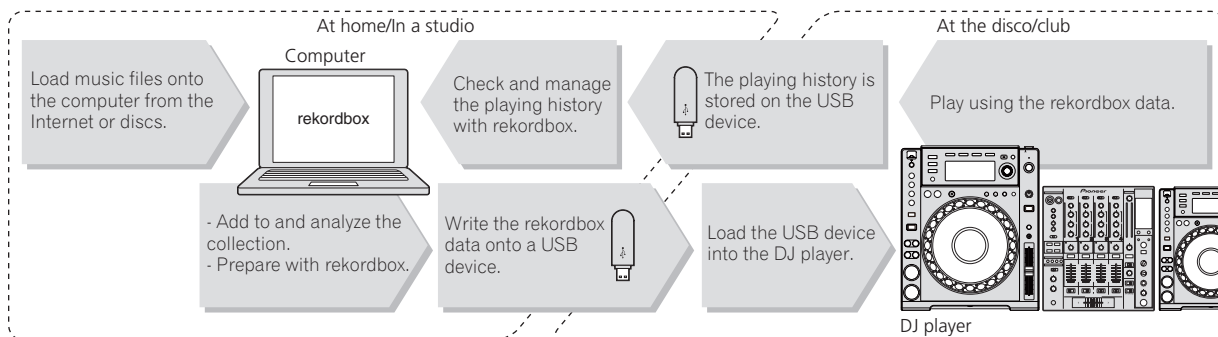 At home/In a studio
At the disco/club
Computer
Load music files onto
the computer from the
Internet or discs.
rekordbox
Check and manage
the playing history
with rekordbox.
The playing history is
stored on the USB
device.
Play using the rekordbox data.
- Add to and analyze the
collection.
- Prepare with rekordbox.
Write the rekordbox
data onto a USB
device.
Load the USB device
into the DJ player.
Pioneer
DJ player